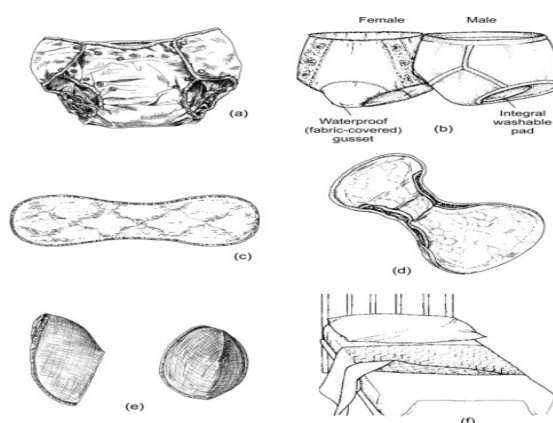 Female Male
(a)
Waterproof
(fabric-covered)
gusset
(b)
Integral
washable
pad
(c)
(d)
(e)
(f)